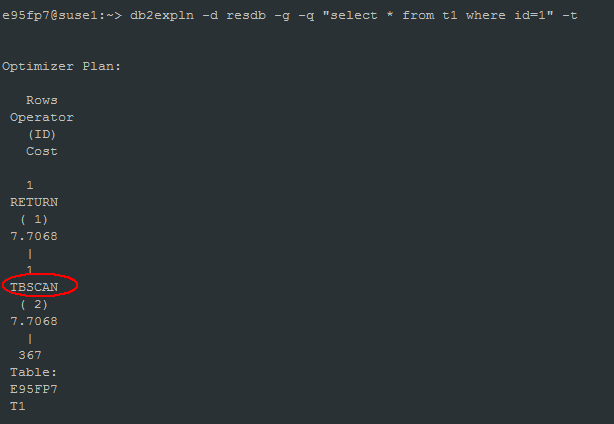 e95fp7@suse1:~> db2expln -d resdb -g -q "select * from t1 where id=1" -t
Optimizer Plan:
Rows
Operator
(ID)
Cost
1
RETURN
( 1)
7.7068
|
1
TBSCAN
( 2)
7.7068
|
367
Table:
E95FP7
T1